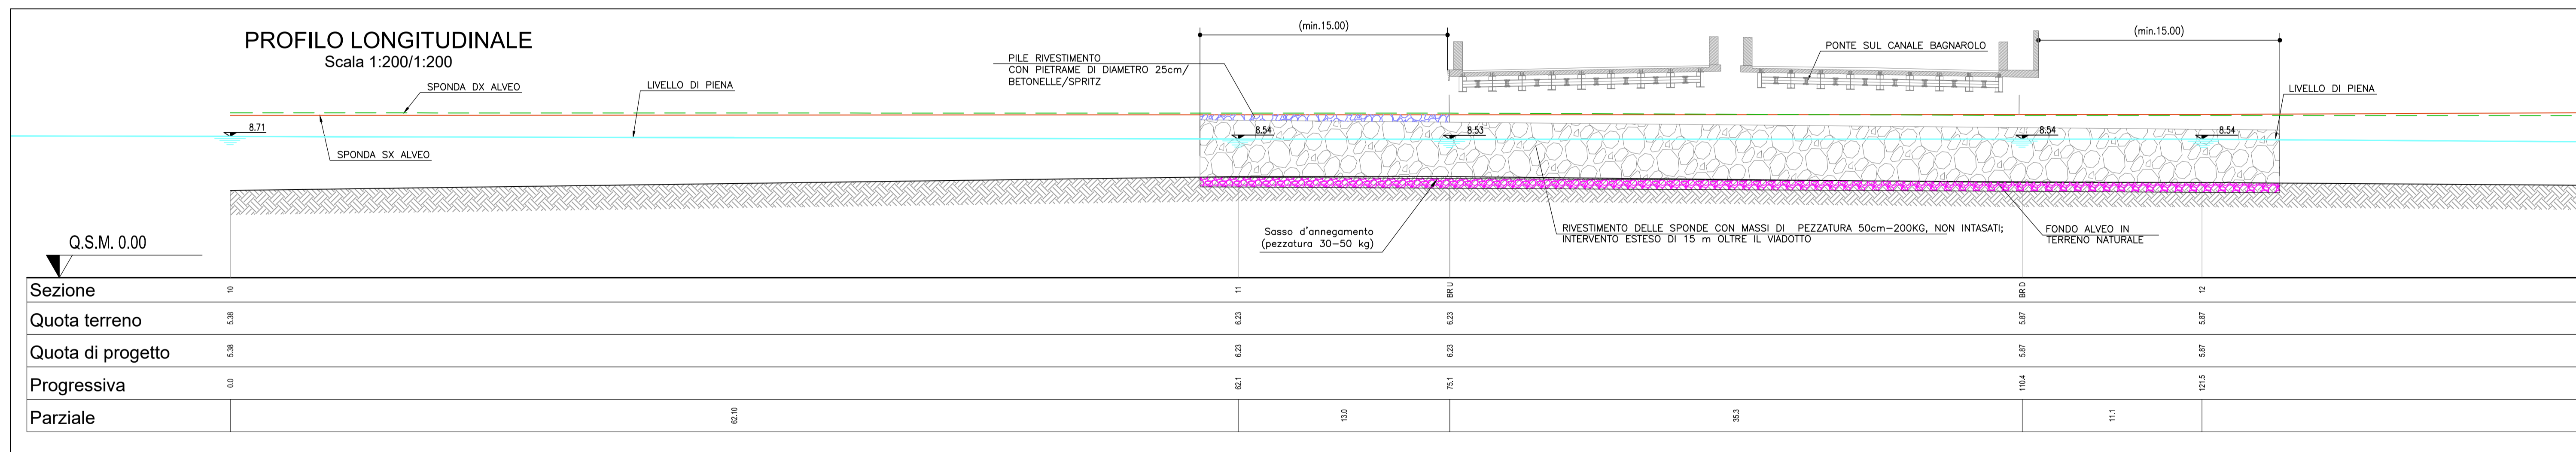 PROFILO LONGITUDINALE
Scala 1:200/1:200
SPONDA DX ALVEO
LIVELLO DI PIENA
8.71
SPONDA SX ALVEO
PILE RIVESTIMENTO
CON PIETRAME DI DIAMETRO 25cm/
BETONELLE/SPRITZ
(min.15.00)
PONTE SUL CANALE BAGNAROLO
(min.15.00)
LIVELLO DI PIENA
8.54
8.53
8.54
8.54
Sasso d'annegamento
(pezzatura 30-50 kg)
RIVESTIMENTO DELLE SPONDE CON MASSI DI PEZZATURA 50cm-200KG, NON INTASATI;
INTERVENTO ESTESO DI 15 m OLTRE IL VIADOTTO
FONDO ALVEO IN
TERRENO NATURALE
Q.S.M. 0.00
Sezione 10 11 BR U BR D 12
Quota terreno 5.38 6.23 6.23 5.87 5.87
Quota di progetto 5.38 6.23 6.23 5.87 5.87
Progressiva 0.0 62.1 75.1 110.4 121.5
Parziale 62.10 13.0 35.3 11.1